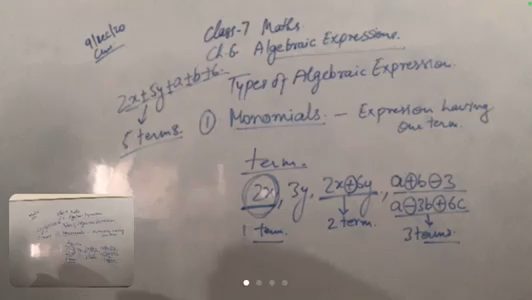 9/Dec/20
Class-7 Maths
Ch.6 Algebraic Expressions.
2x+5y+a+b+6.
Types of Algebraic Expression.
5 terms
① Monomials. — Expression having
one term.
term.
2x, 3y, 2x+6y, a+b-3
a-3b+6c
1 term. 2 term. 3 terms.